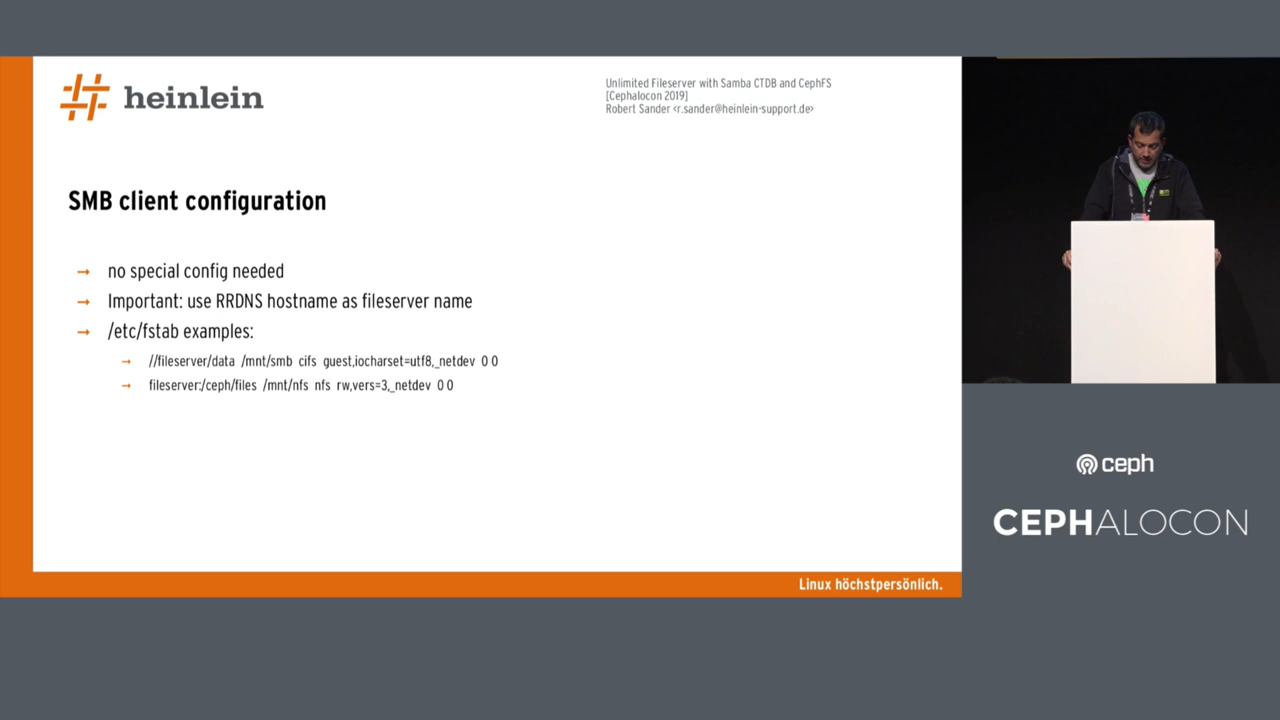 heinlein
Unlimited Fileserver with Samba CTDB and CephFS
[Cephalocon 2019]
Robert Sander <r.sander@heinlein-support.de>
SMB client configuration
→ no special config needed
→ Important: use RRDNS hostname as fileserver name
→ /etc/fstab examples:
→ //fileserver/data /mnt/smb cifs guest,iocharset=utf8,_netdev 0 0
→ fileserver:/ceph/files /mnt/nfs nfs rw,vers=3,_netdev 0 0
Linux höchstpersönlich.
ceph
CEPHALOCON